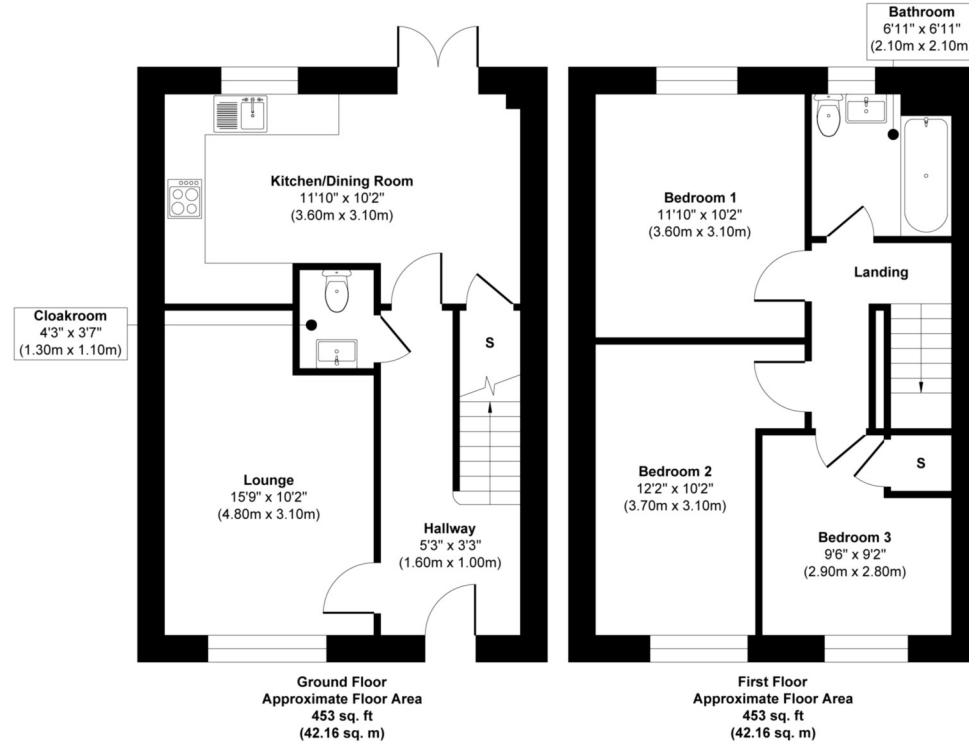 Bathroom
6'11" x 6'11"
(2.10m x 2.10m)
Kitchen/Dining Room
11'10" x 10'2"
(3.60m x 3.10m)
Bedroom 1
11'10" x 10'2"
(3.60m x 3.10m)
Landing
Cloakroom
4'3" x 3'7"
(1.30m x 1.10m)
S
Lounge
15'9" x 10'2"
(4.80m x 3.10m)
Hallway
5'3" x 3'3"
(1.60m x 1.00m)
Bedroom 2
12'2" x 10'2"
(3.70m x 3.10m)
S
Bedroom 3
9'6" x 9'2"
(2.90m x 2.80m)
Ground Floor
Approximate Floor Area
453 sq. ft
(42.16 sq. m)
First Floor
Approximate Floor Area
453 sq. ft
(42.16 sq. m)